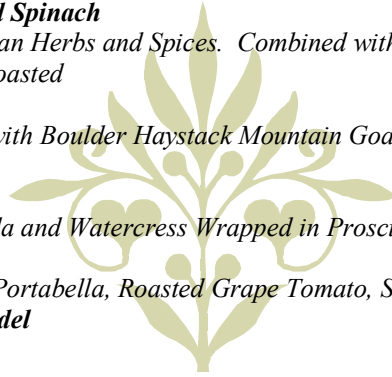 Spinach
an Herbs and Spices. Combined with
oasted
with Boulder Haystack Mountain Goa
la and Watercress Wrapped in Prosci
Portabella, Roasted Grape Tomato, S
del